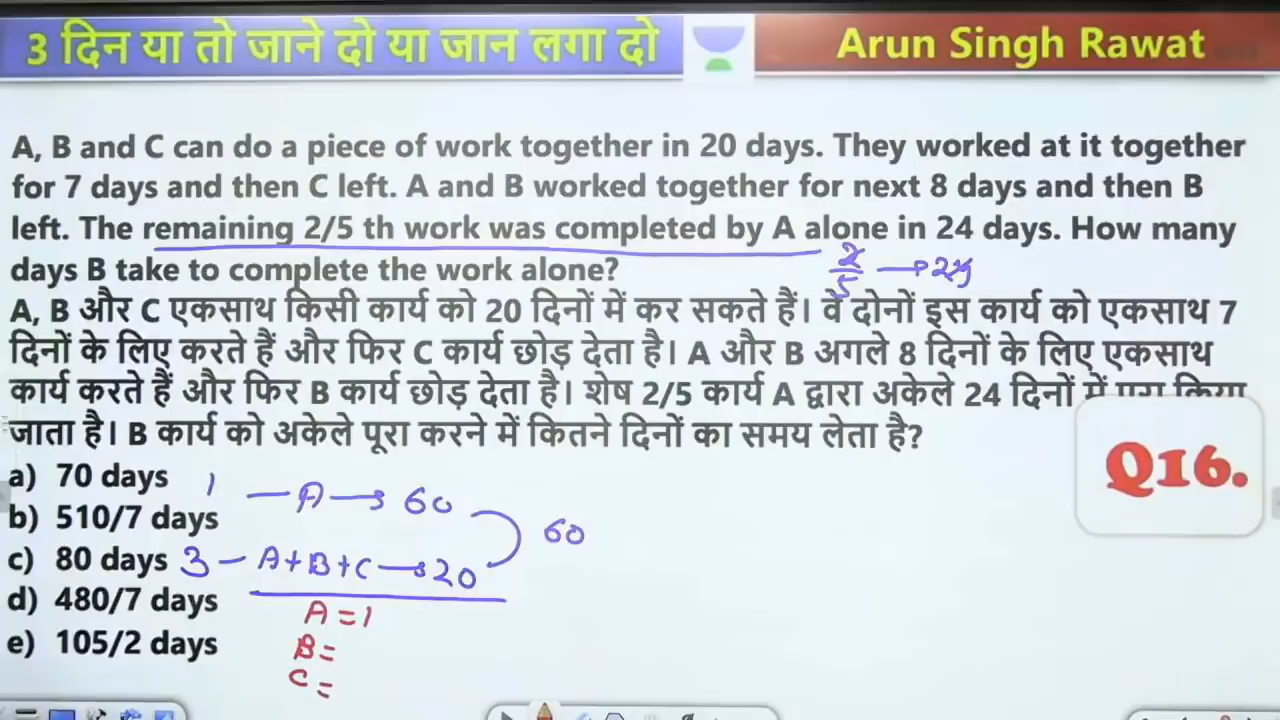 3 दिन या तो जाने दो या जान लगा दो
Arun Singh Rawat
A, B and C can do a piece of work together in 20 days. They worked at it together
for 7 days and then C left. A and B worked together for next 8 days and then B
left. The remaining 2/5 th work was completed by A alone in 24 days. How many
days B take to complete the work alone?
2/5 → 24
A, B और C एकसाथ किसी कार्य को 20 दिनों में कर सकते हैं। वे दोनों इस कार्य को एकसाथ 7
दिनों के लिए करते हैं और फिर C कार्य छोड़ देता है। A और B अगले 8 दिनों के लिए एकसाथ
कार्य करते हैं और फिर B कार्य छोड़ देता है। शेष 2/5 कार्य A द्वारा अकेले 24 दिनों में पूरा किया
जाता है। B कार्य को अकेले पूरा करने में कितने दिनों का समय लेता है?
Q16.
a) 70 days
b) 510/7 days
c) 80 days
d) 480/7 days
e) 105/2 days
1 — A → 60
60
3 — A+B+C → 20
A = 1
B =
C =